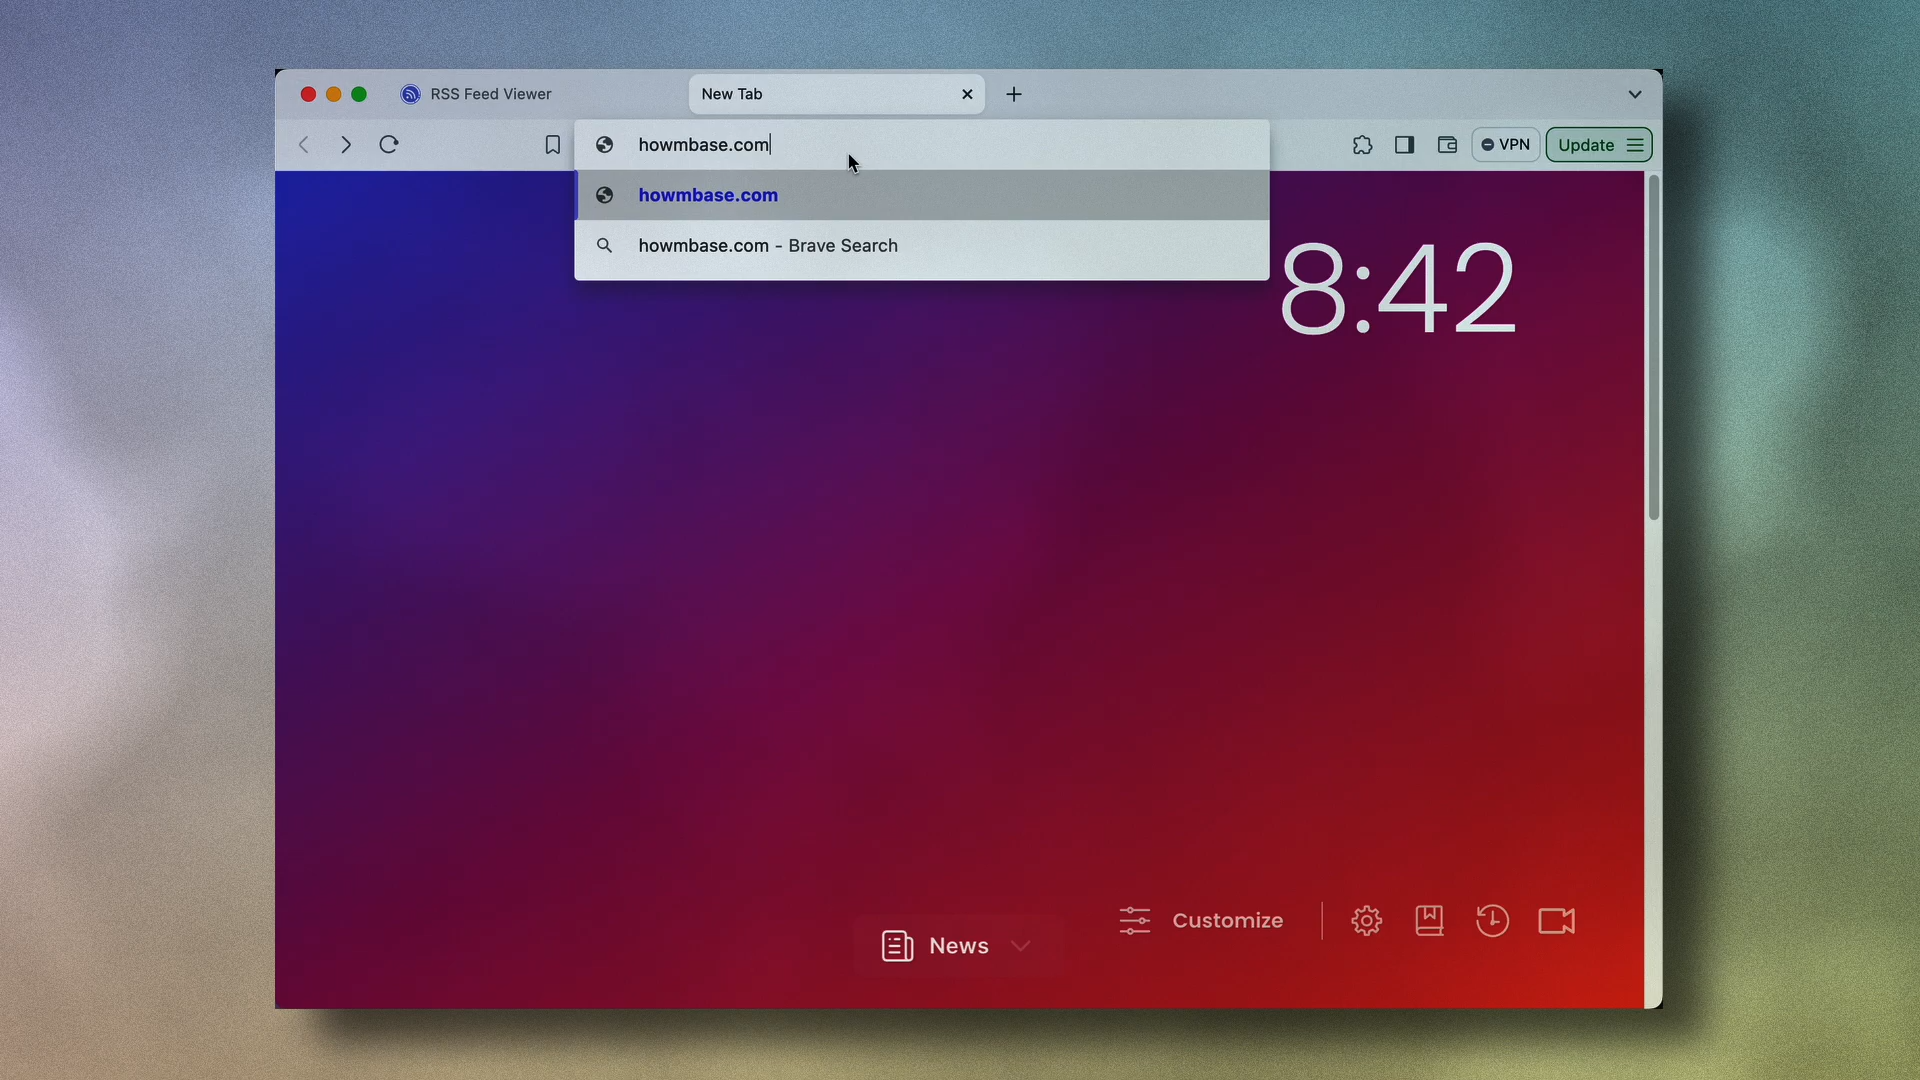 RSS Feed Viewer
New Tab
howmbase.com
VPN
Update
howmbase.com
howmbase.com - Brave Search
8:42
Customize
News